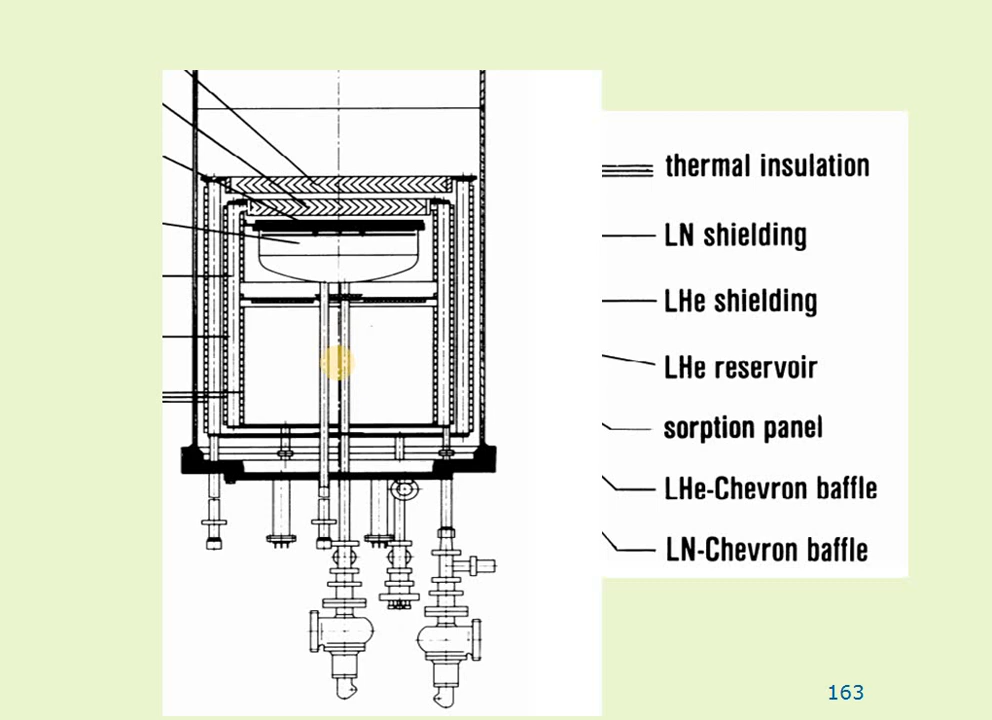 thermal insulation
LN shielding
LHe shielding
LHe reservoir
sorption panel
LHe-Chevron baffle
LN-Chevron baffle
163